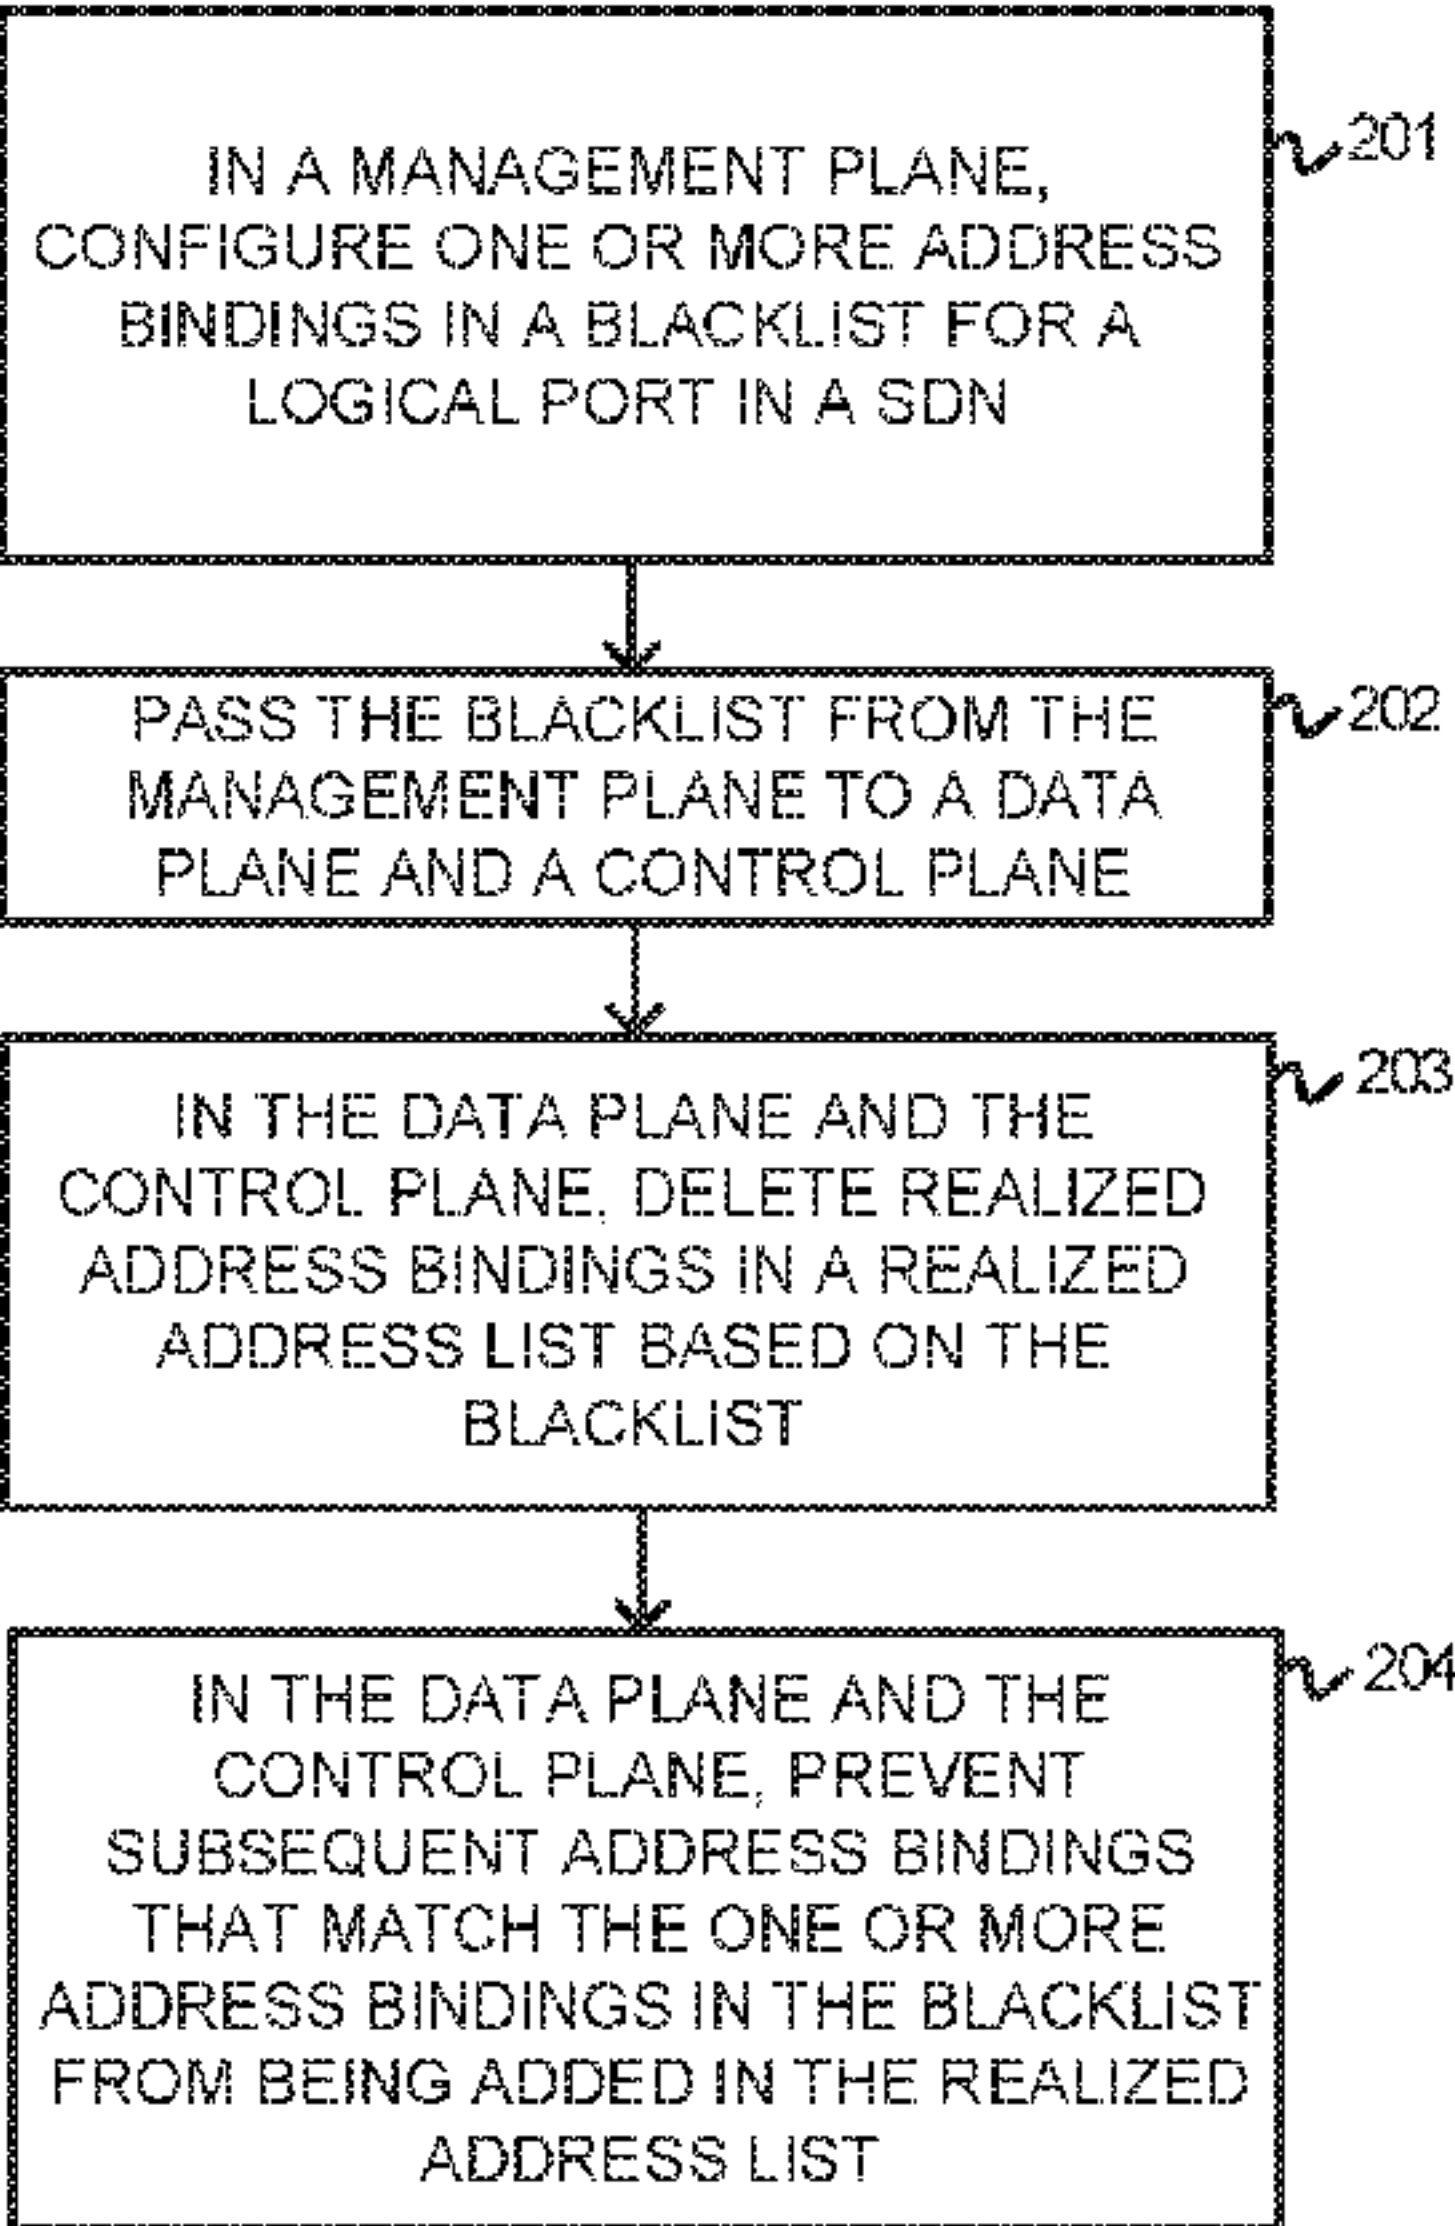 IN A MANAGEMENT PLANE,
CONFIGURE ONE OR MORE ADDRESS
BINDINGS IN A BLACKLIST FOR A
LOGICAL PORT IN A SDN
201
PASS THE BLACKLIST FROM THE
MANAGEMENT PLANE TO A DATA
PLANE AND A CONTROL PLANE
202
IN THE DATA PLANE AND THE
CONTROL PLANE, DELETE REALIZED
ADDRESS BINDINGS IN A REALIZED
ADDRESS LIST BASED ON THE
BLACKLIST
203
IN THE DATA PLANE AND THE
CONTROL PLANE, PREVENT
SUBSEQUENT ADDRESS BINDINGS
THAT MATCH THE ONE OR MORE
ADDRESS BINDINGS IN THE BLACKLIST
FROM BEING ADDED IN THE REALIZED
ADDRESS LIST
204